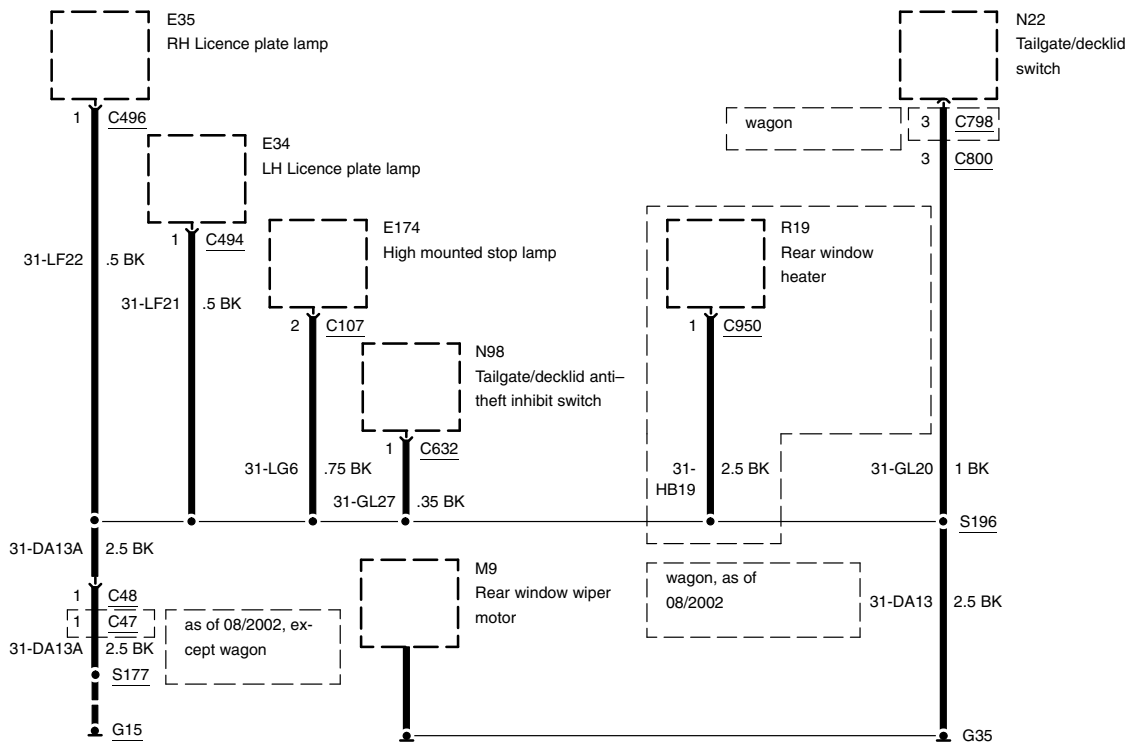 E35
RH Licence plate lamp
N22
Tailgate/decklid
switch
1 C496
E34
LH Licence plate lamp
wagon
3 C798
3 C800
1 C494
E174
High mounted stop lamp
R19
Rear window
heater
31-LF22 .5 BK
31-LF21 .5 BK
2 C107
1 C950
N98
Tailgate/decklid anti–
theft inhibit switch
1 C632
31-LG6 .75 BK
31-
HB19
2.5 BK
31-GL20 1 BK
31-GL27 .35 BK
S196
31-DA13A 2.5 BK
M9
Rear window wiper
motor
wagon, as of
08/2002
31-DA13 2.5 BK
1 C48
1 C47
as of 08/2002, ex-
cept wagon
31-DA13A 2.5 BK
S177
G15
G35